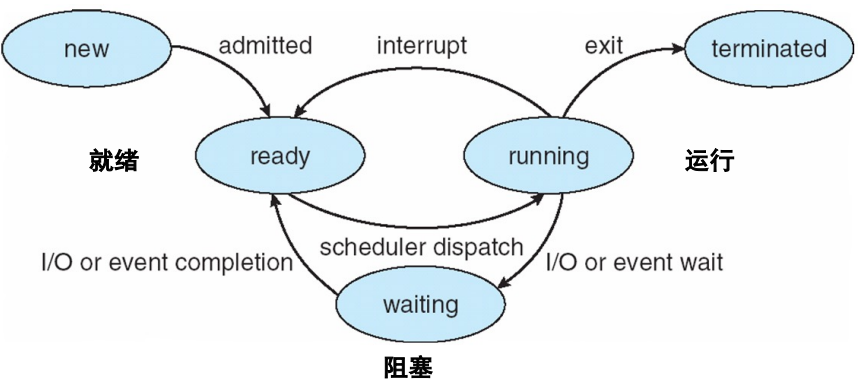 new
admitted
interrupt
exit
terminated
就绪
ready
running
运行
I/O or event completion
scheduler dispatch
I/O or event wait
waiting
阻塞